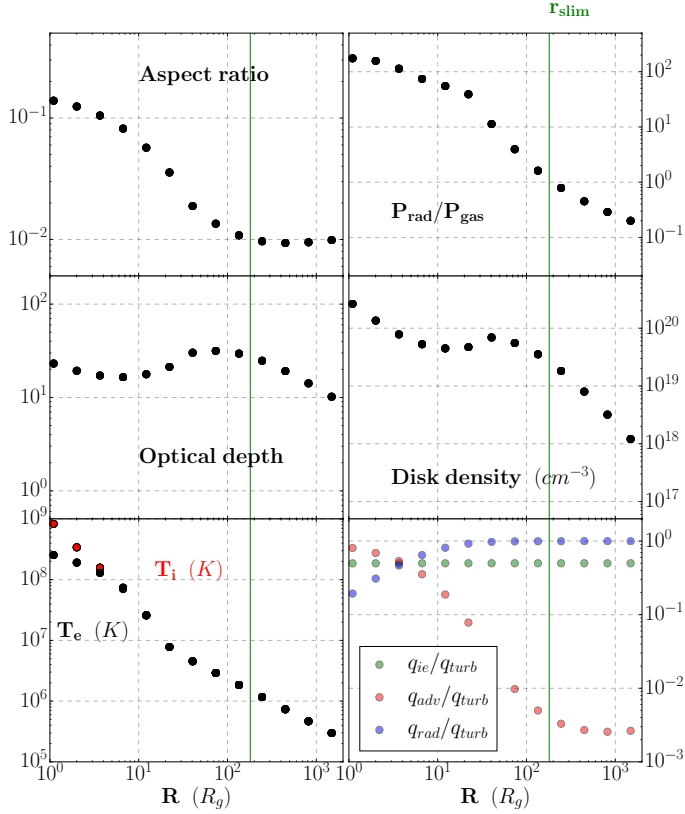 r_slim
Aspect ratio
10^{-1}
10^{-2}
P_rad/P_gas
10^2
10^1
10^0
10^{-1}
Optical depth
10^2
10^1
10^0
Disk density (cm^{-3})
10^{20}
10^{19}
10^{18}
10^{17}
T_i (K)
T_e (K)
10^9
10^8
10^7
10^6
10^5
10^0 10^1 10^2 10^3
R (R_g)
q_ie/q_turb
q_adv/q_turb
q_rad/q_turb
10^0
10^{-1}
10^{-2}
10^{-3}
10^0 10^1 10^2 10^3
R (R_g)